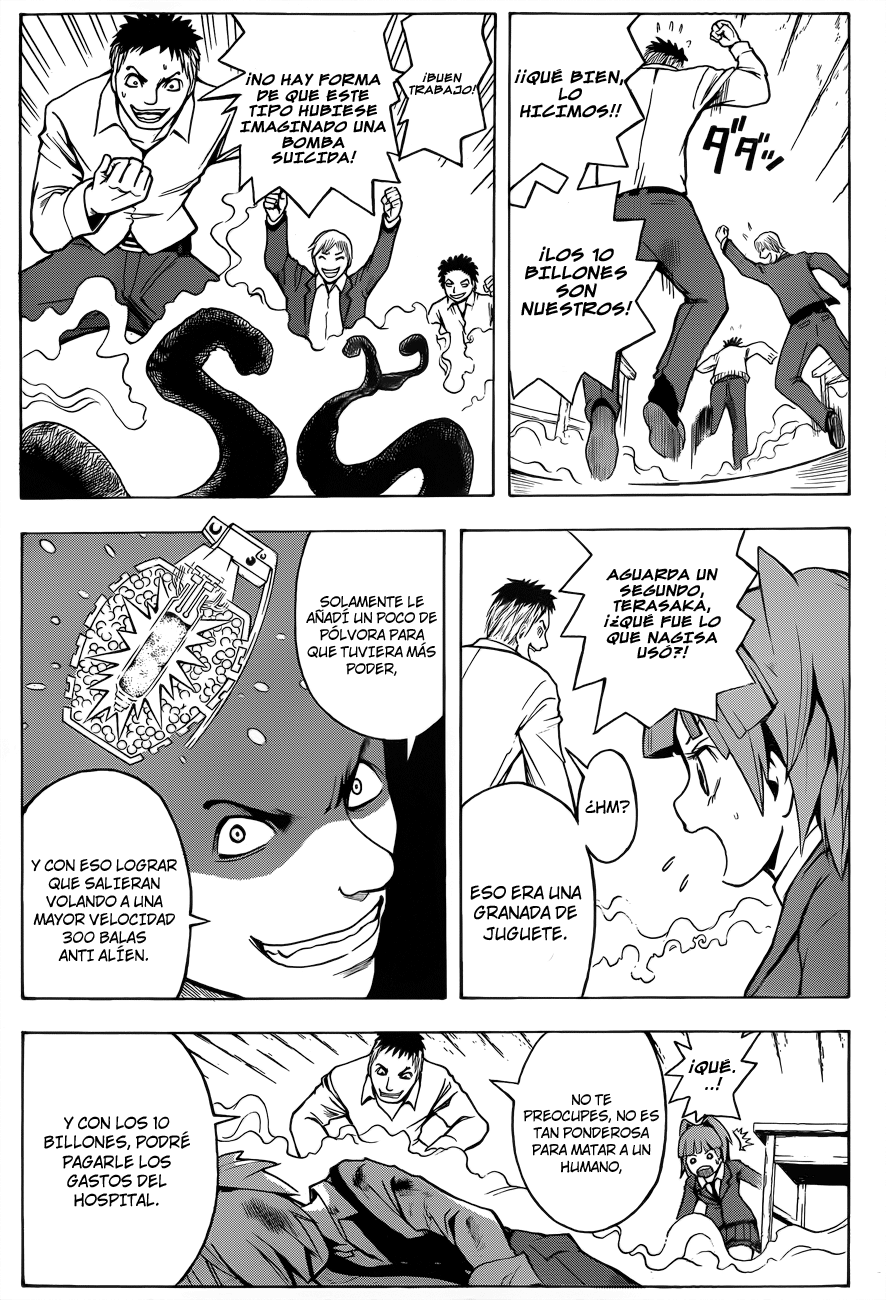 ¡¡QUÉ BIEN,
LO
HICIMOS!!
ダダッ
¡LOS 10
BILLONES
SON
NUESTROS!
¡BUEN
TRABAJO!
¡NO HAY FORMA
DE QUE ESTE
TIPO HUBIESE
IMAGINADO UNA
BOMBA
SUICIDA!
AGUARDA UN
SEGUNDO,
TERASAKA,
¡¿QUÉ FUE LO
QUE NAGISA
USÓ?!
¿HM?
ESO ERA UNA
GRANADA DE
JUGUETE.
SOLAMENTE LE
AÑADÍ UN POCO DE
PÓLVORA PARA
QUE TUVIERA MÁS
PODER,
Y CON ESO LOGRAR
QUE SALIERAN
VOLANDO A UNA
MAYOR VELOCIDAD
300 BALAS
ANTI ALÍEN.
¡QUÉ.
..!
NO TE
PREOCUPES, NO ES
TAN PONDEROSA
PARA MATAR A UN
HUMANO,
Y CON LOS 10
BILLONES, PODRÉ
PAGARLE LOS
GASTOS DEL
HOSPITAL.